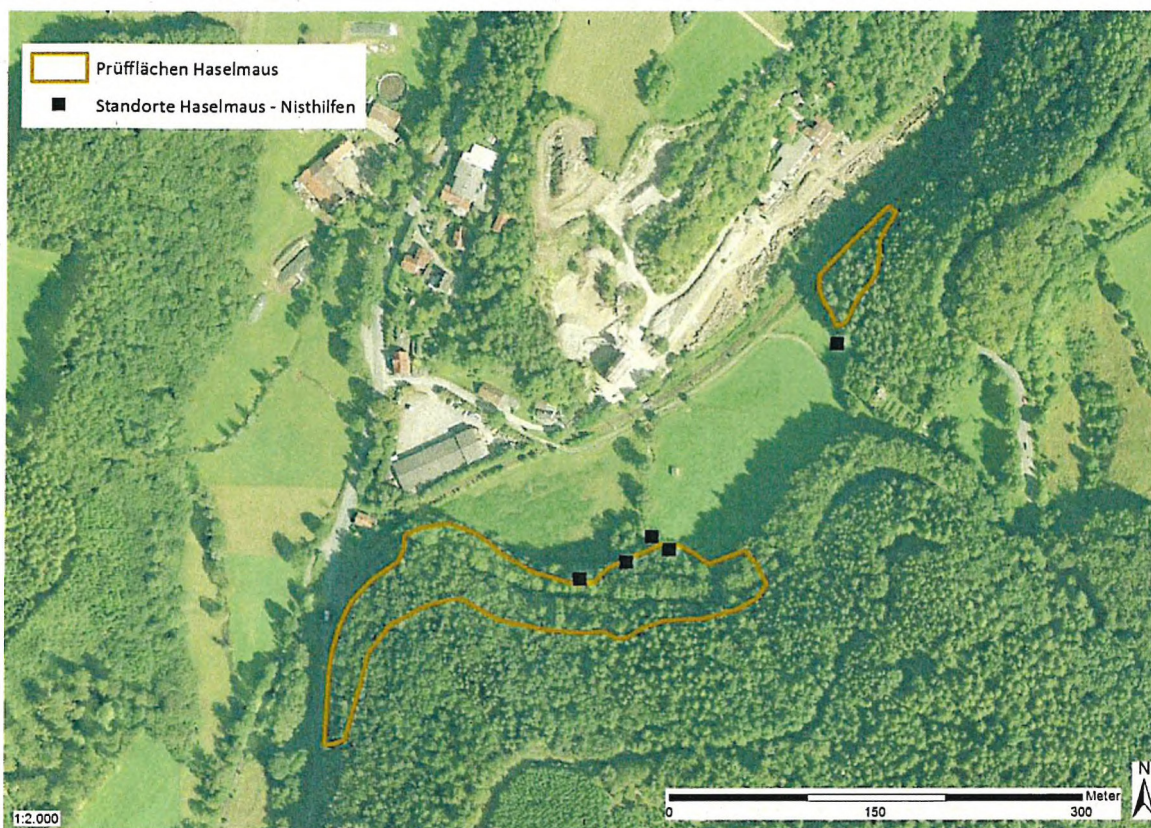 Prüfflächen Haselmaus
Standorte Haselmaus - Nisthilfen
N
Meter
0 150 300
1:2.000